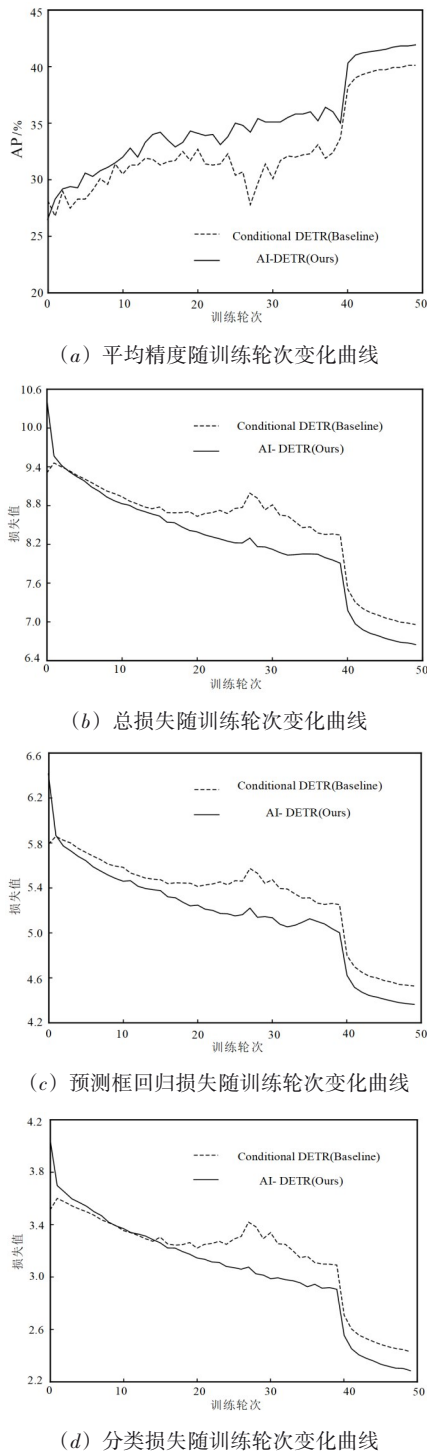 45
40
35
30
25
20
AP/%
Conditional DETR(Baseline)
AI-DETR(Ours)
0 10 20 30 40 50
训练轮次
(a) 平均精度随训练轮次变化曲线
10.6
10.0
9.4
8.8
8.2
7.6
7.0
6.4
损失值
Conditional DETR(Baseline)
AI- DETR(Ours)
0 10 20 30 40 50
训练轮次
(b) 总损失随训练轮次变化曲线
6.6
6.2
5.8
5.4
5.0
4.6
4.2
损失值
Conditional DETR(Baseline)
AI- DETR(Ours)
0 10 20 30 40 50
训练轮次
(c) 预测框回归损失随训练轮次变化曲线
4.2
3.8
3.4
3.0
2.6
2.2
损失值
Conditional DETR(Baseline)
AI- DETR(Ours)
0 10 20 30 40 50
训练轮次
(d) 分类损失随训练轮次变化曲线